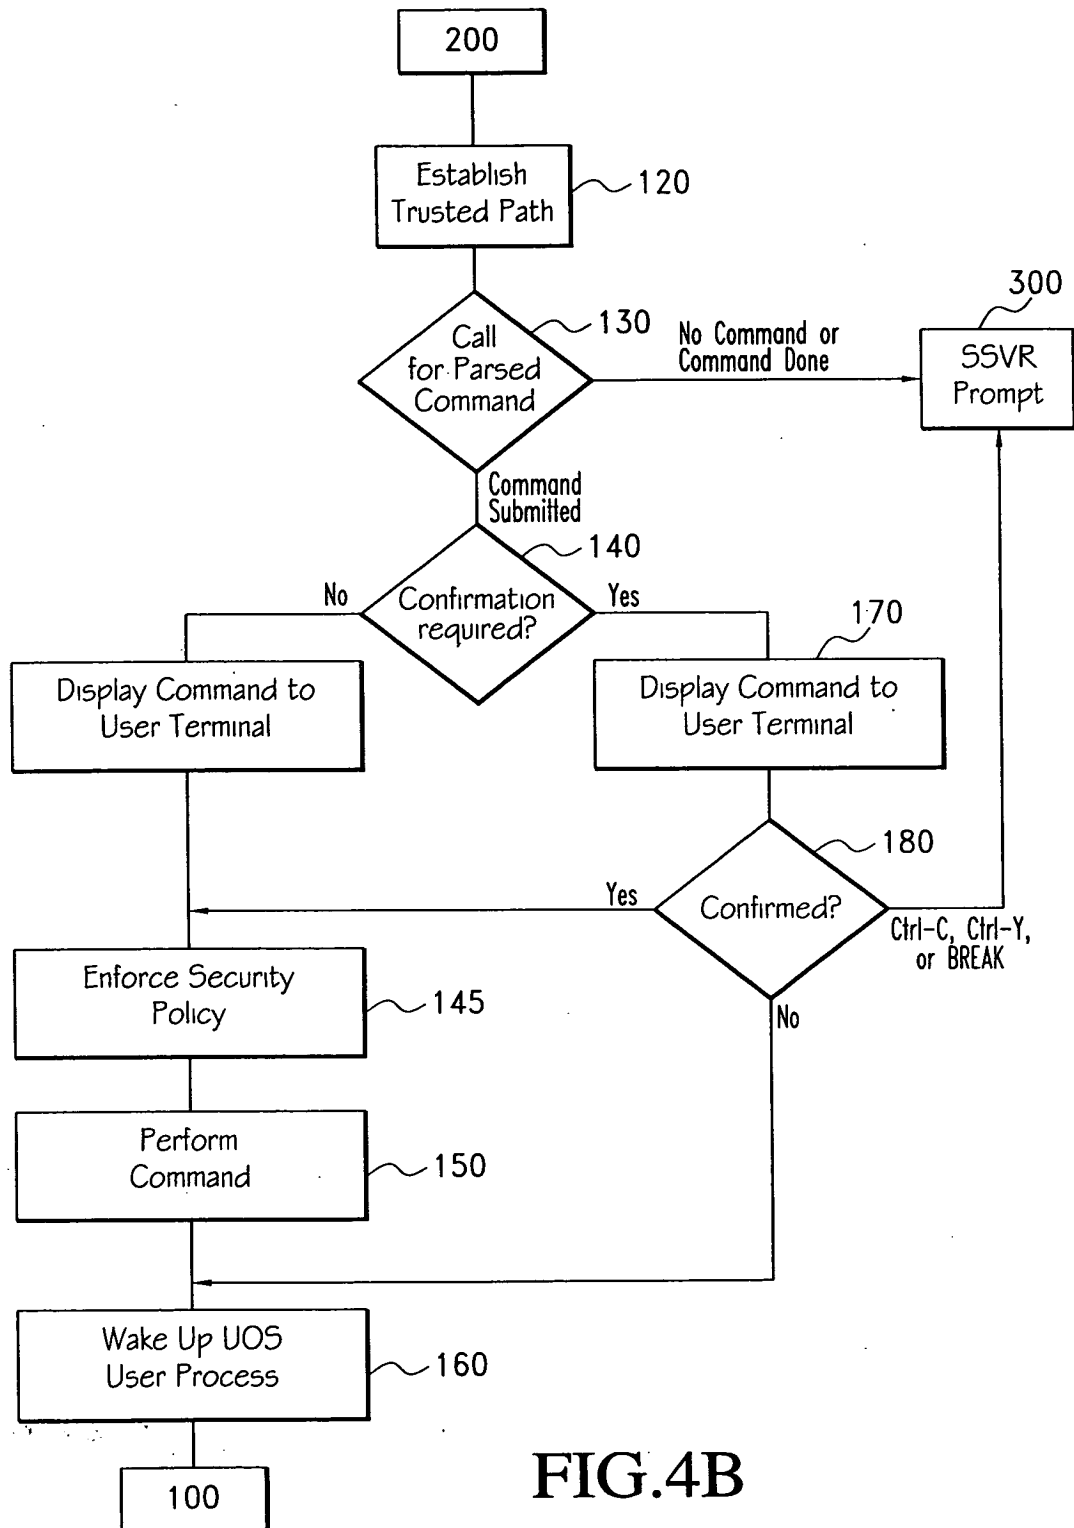 200
Establish
Trusted Path
120
Call
for Parsed
Command
130
No Command or
Command Done
300
SSVR
Prompt
Command
Submitted
140
No
Confirmation
required?
Yes
170
Display Command to
User Terminal
Display Command to
User Terminal
180
Yes
Confirmed?
Ctrl-C, Ctrl-Y,
or BREAK
Enforce Security
Policy
145
No
Perform
Command
150
Wake Up UOS
User Process
160
100
FIG.4B